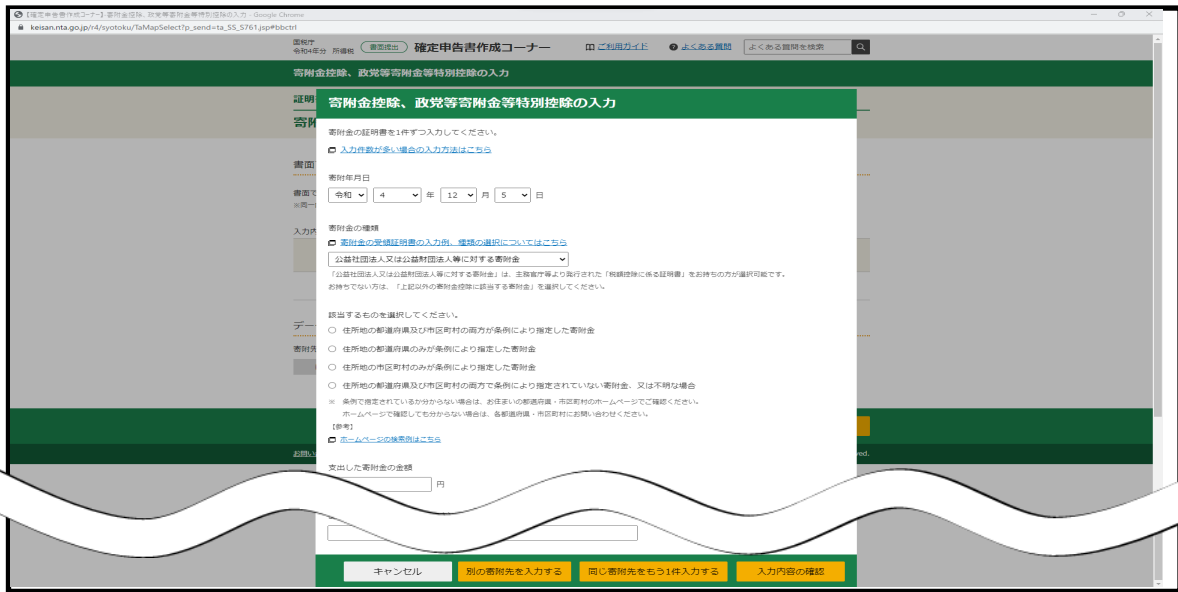 【確定申告書作成コーナー】-寄附金控除、政党等寄附金等特別控除の入力 - Google Chrome
keisan.nta.go.jp/r4/syotoku/TaMapSelect?p_send=ta_SS_S761.jsp#bbctrl
国税庁
令和4年分 所得税 書面提出 確定申告書作成コーナー ご利用ガイド よくある質問 よくある質問を検索
寄附金控除、政党等寄附金等特別控除の入力
証明
寄附
寄附金控除、政党等寄附金等特別控除の入力
寄附金の証明書を1件ずつ入力してください。
入力件数が多い場合の入力方法はこちら
書面
寄附年月日
書面で
令和 4 年 12 月 5 日
※同一
入力内
寄附金の種類
寄附金の受領証明書の入力例、種類の選択についてはこちら
公益社団法人又は公益財団法人等に対する寄附金
「公益社団法人又は公益財団法人等に対する寄附金」は、主務官庁等より発行された「税額控除に係る証明書」をお持ちの方が選択可能です。
お持ちでない方は、「上記以外の寄附金控除に該当する寄附金」を選択してください。
該当するものを選択してください。
データ
○ 住所地の都道府県及び市区町村の両方が条例により指定した寄附金
寄附先
○ 住所地の都道府県のみが条例により指定した寄附金
○ 住所地の市区町村のみが条例により指定した寄附金
○ 住所地の都道府県及び市区町村の両方で条例により指定されていない寄附金、又は不明な場合
※ 条例で指定されているか分からない場合は、お住まいの都道府県・市区町村のホームページでご確認ください。
ホームページで確認しても分からない場合は、各都道府県・市区町村にお問い合わせください。
【参考】
ホームページの検索例はこちら
お問い
ved.
支出した寄附金の金額
円
キャンセル 別の寄附先を入力する 同じ寄附先をもう1件入力する 入力内容の確認